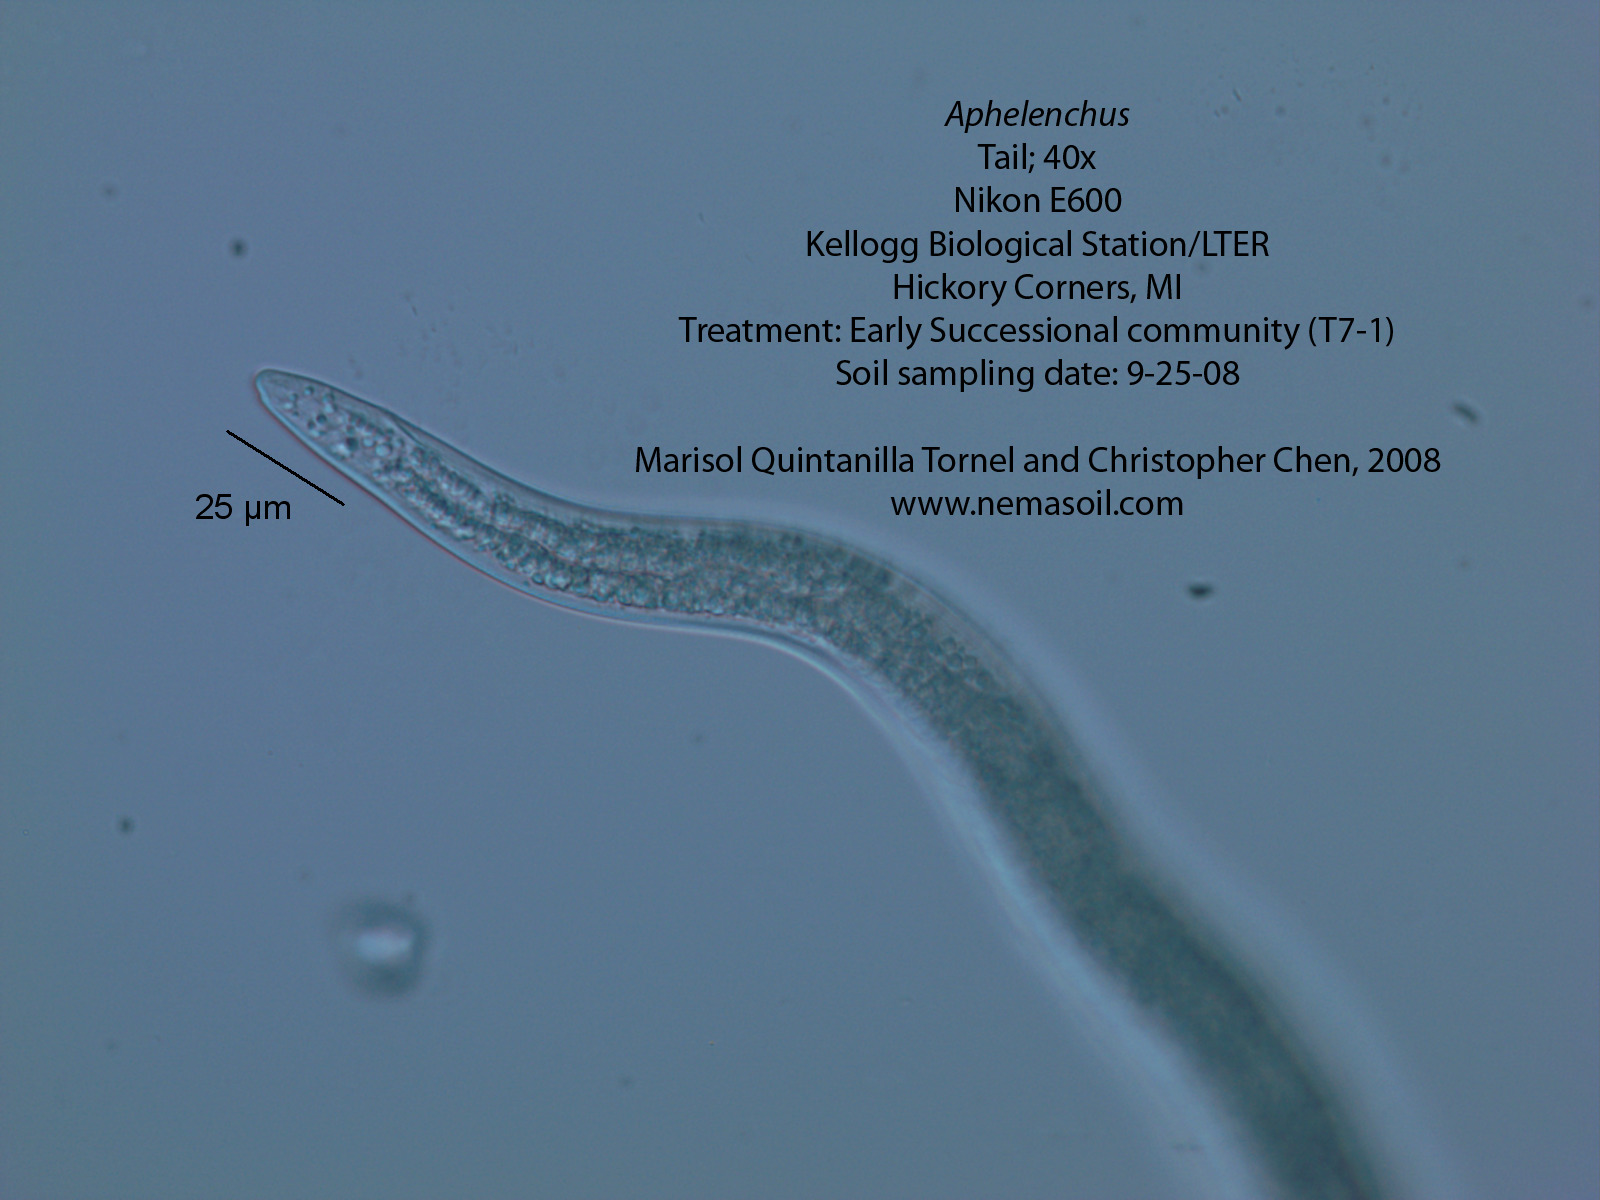 Aphelenchus
Tail; 40x
Nikon E600
Kellogg Biological Station/LTER
Hickory Corners, MI
Treatment: Early Successional community (T7-1)
Soil sampling date: 9-25-08
Marisol Quintanilla Tornel and Christopher Chen, 2008
www.nemasoil.com
25 µm